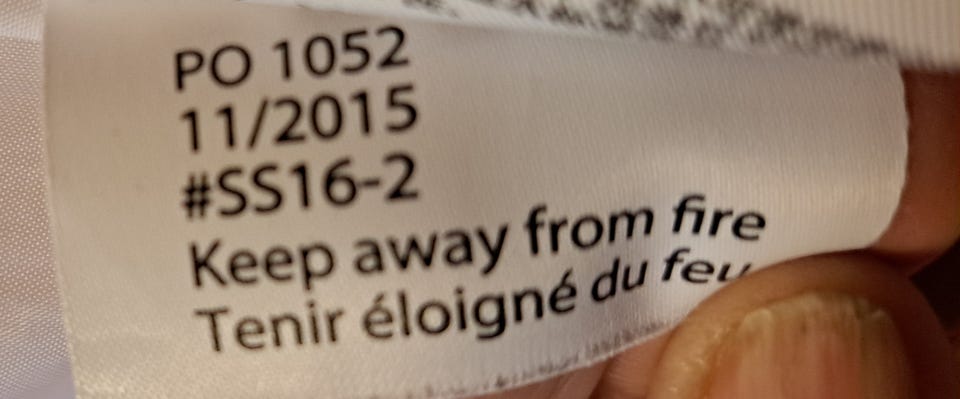 PO 1052
11/2015
#SS16-2
Keep away from fire
Tenir éloigné du feu